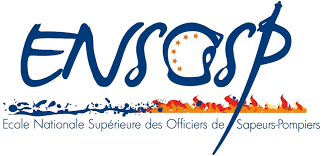 ENSOSP
Ecole Nationale Supérieure des Officiers de Sapeurs-Pompiers